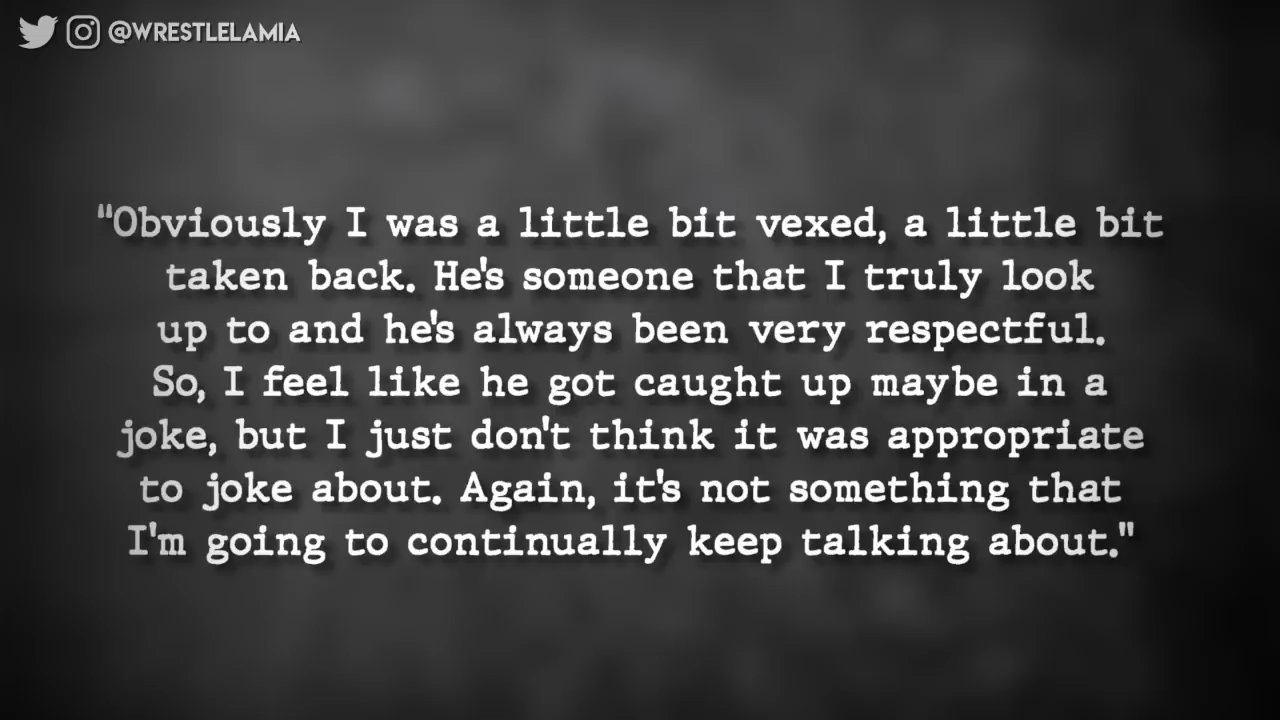 @WRESTLELAMIA
"Obviously I was a little bit vexed, a little bit
taken back. He's someone that I truly look
up to and he's always been very respectful.
So, I feel like he got caught up maybe in a
joke, but I just don't think it was appropriate
to joke about. Again, it's not something that
I'm going to continually keep talking about."